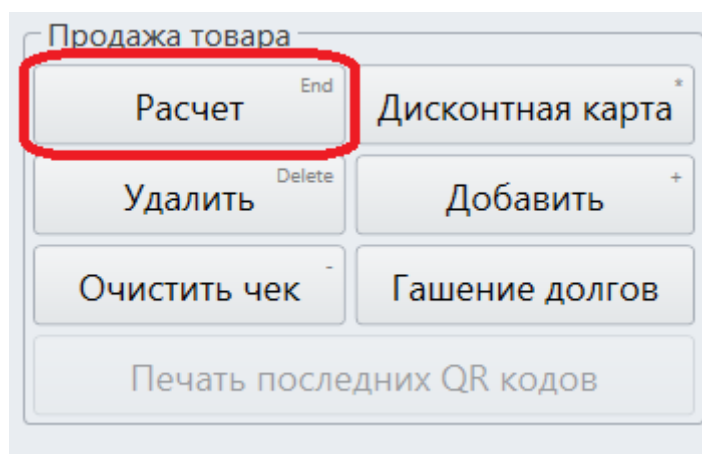 Продажа товара
Расчет End
Дисконтная карта *
Удалить Delete
Добавить +
Очистить чек -
Гашение долгов
Печать последних QR кодов